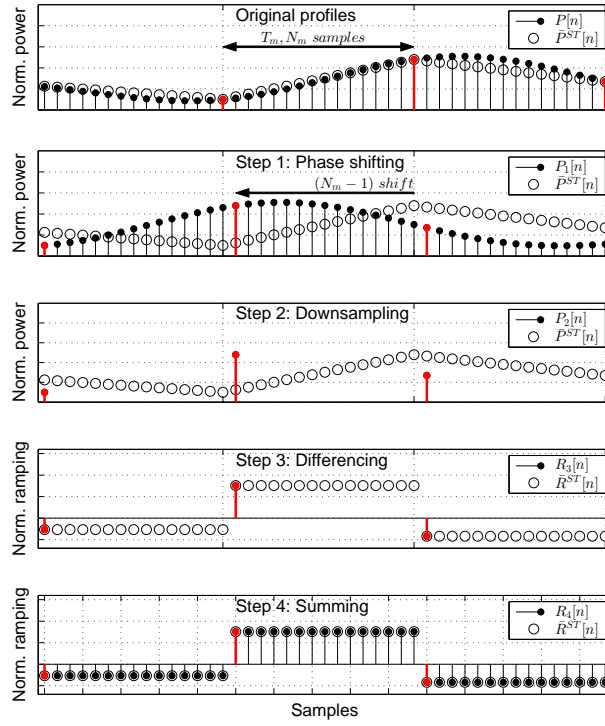 Original profiles
Norm. power
T_m, N_m samples
P[n]
P̄^{ST}[n]
Step 1: Phase shifting
Norm. power
(N_m − 1) shift
P_1[n]
P̄^{ST}[n]
Step 2: Downsampling
Norm. power
P_2[n]
P̄^{ST}[n]
Step 3: Differencing
Norm. ramping
R_3[n]
R̄^{ST}[n]
Step 4: Summing
Norm. ramping
R_4[n]
R̄^{ST}[n]
Samples